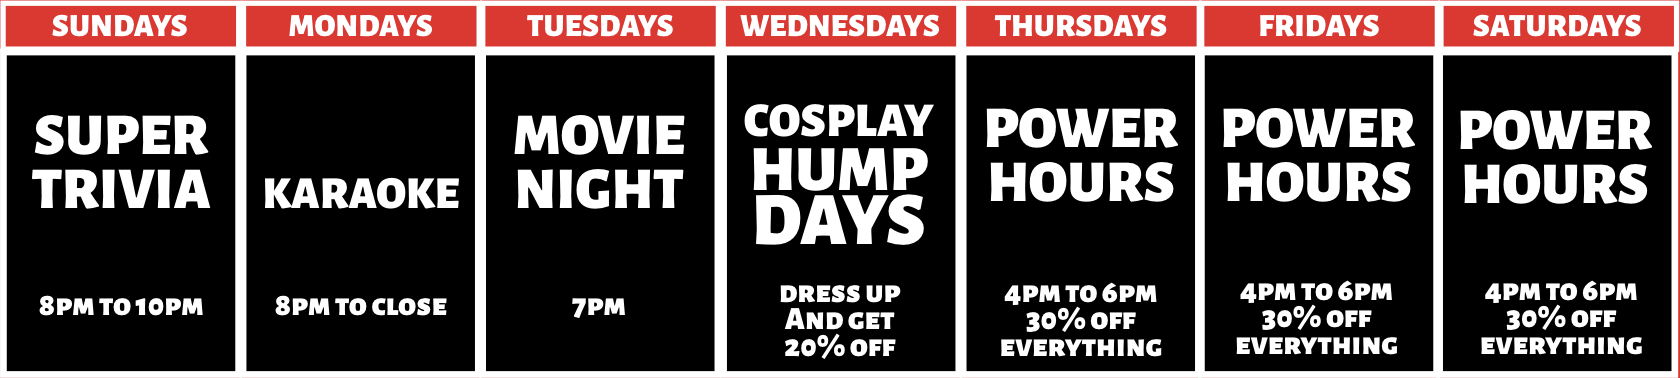 SUNDAYS
SUPER
TRIVIA
8PM TO 10PM
MONDAYS
KARAOKE
8PM TO CLOSE
TUESDAYS
MOVIE
NIGHT
7PM
WEDNESDAYS
COSPLAY
HUMP
DAYS
DRESS UP
AND GET
20% OFF
THURSDAYS
POWER
HOURS
4PM TO 6PM
30% OFF
EVERYTHING
FRIDAYS
POWER
HOURS
4PM TO 6PM
30% OFF
EVERYTHING
SATURDAYS
POWER
HOURS
4PM TO 6PM
30% OFF
EVERYTHING